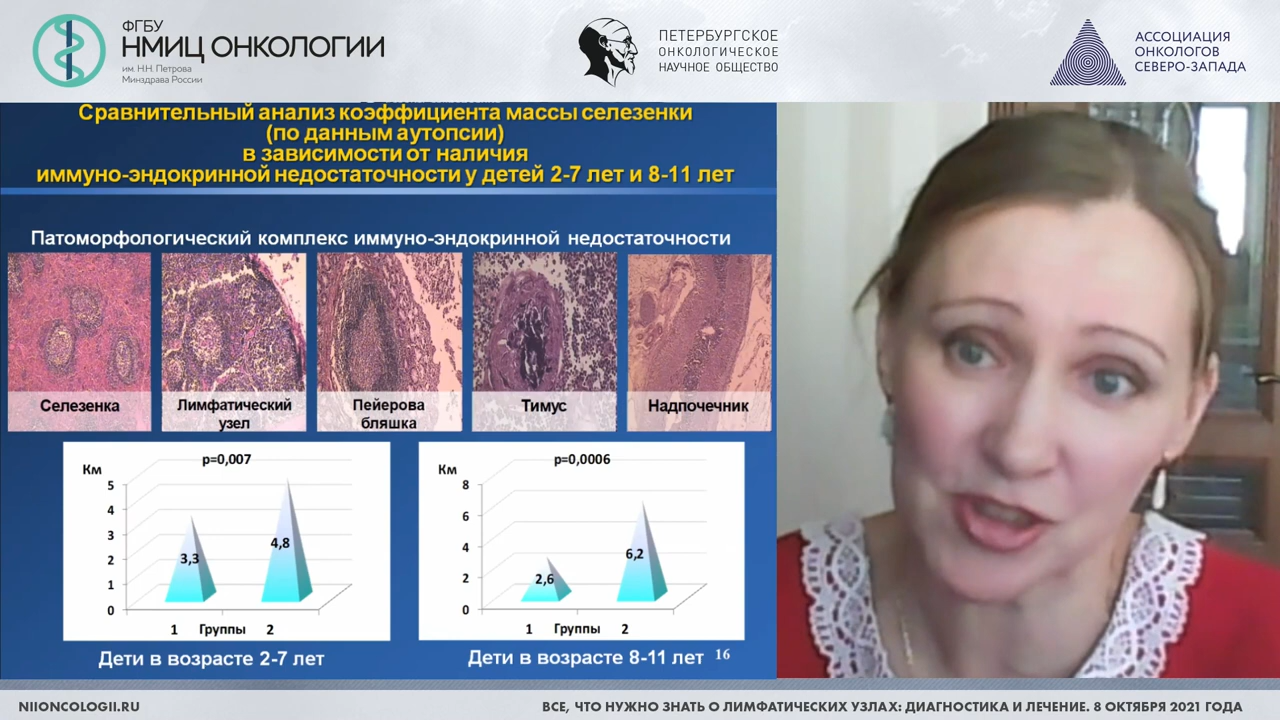 ФГБУ
НМИЦ ОНКОЛОГИИ
им. Н.Н. Петрова
Минздрава России
ПЕТЕРБУРГСКОЕ
ОНКОЛОГИЧЕСКОЕ
НАУЧНОЕ ОБЩЕСТВО
АССОЦИАЦИЯ
ОНКОЛОГОВ
СЕВЕРО-ЗАПАДА
Сравнительный анализ коэффициента массы селезенки
(по данным аутопсии)
в зависимости от наличия
иммуно-эндокринной недостаточности у детей 2-7 лет и 8-11 лет
Патоморфологический комплекс иммуно-эндокринной недостаточности
Селезенка
Лимфатический
узел
Пейерова
бляшка
Тимус
Надпочечник
Км
p=0,007
5
4
3
2
1
0
3,3
4,8
1 Группы 2
Дети в возрасте 2-7 лет
Км
p=0,0006
8
6
4
2
0
2,6
6,2
1 Группы 2
Дети в возрасте 8-11 лет
16
NIIONCOLOGII.RU
ВСЕ, ЧТО НУЖНО ЗНАТЬ О ЛИМФАТИЧЕСКИХ УЗЛАХ: ДИАГНОСТИКА И ЛЕЧЕНИЕ. 8 ОКТЯБРЯ 2021 ГОДА